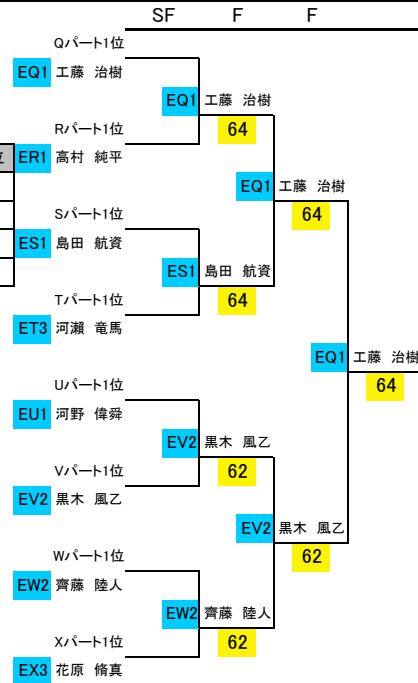 SF F F
Qパート1位
EQ1 工藤 治樹
EQ1 工藤 治樹
64
Rパート1位
ER1 高村 純平
EQ1 工藤 治樹
64
Sパート1位
ES1 島田 航資
ES1 島田 航資
64
Tパート1位
ET3 河瀬 竜馬
EQ1 工藤 治樹
64
Uパート1位
EU1 河野 偉舜
EV2 黒木 風乙
62
Vパート1位
EV2 黒木 風乙
EV2 黒木 風乙
62
Wパート1位
EW2 齊藤 陸人
EW2 齊藤 陸人
62
Xパート1位
EX3 花原 脩真